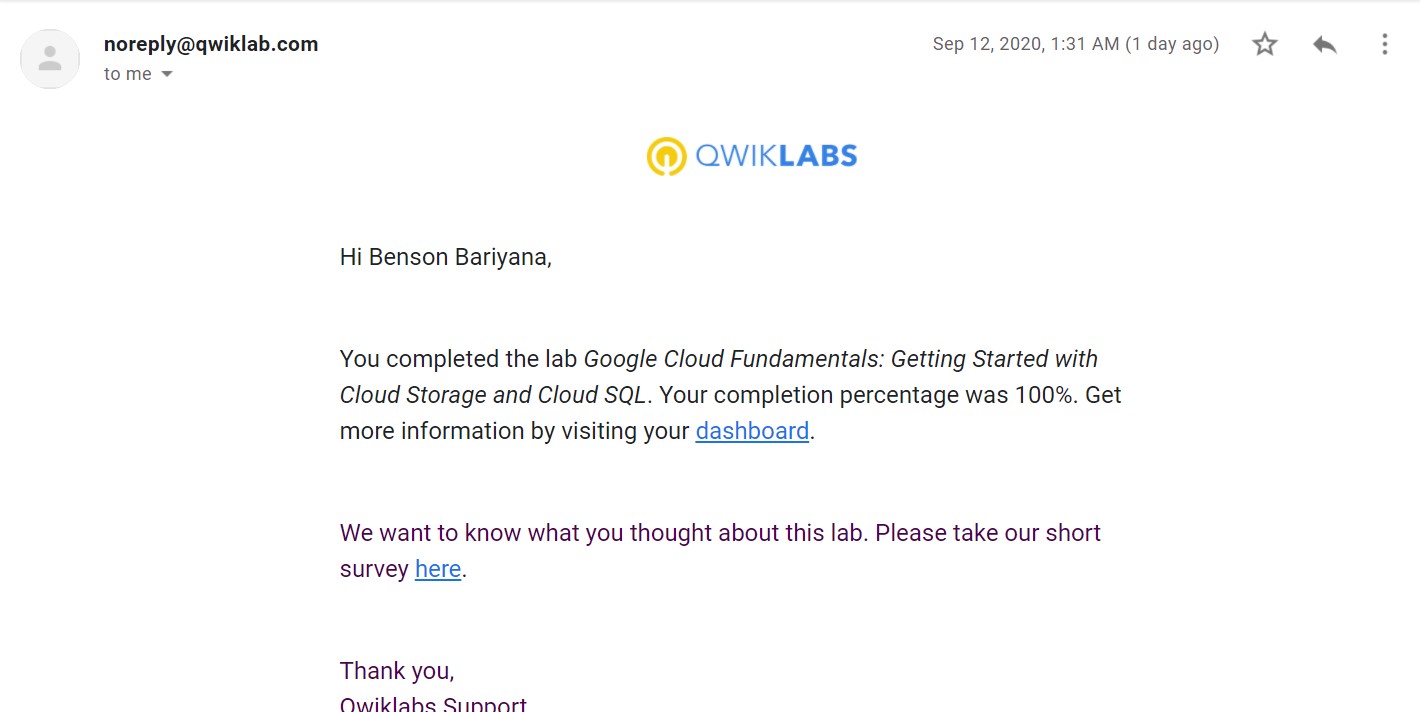 noreply@qwiklab.com
Sep 12, 2020, 1:31 AM (1 day ago)
to me
QWIKLABS
Hi Benson Bariyana,
You completed the lab Google Cloud Fundamentals: Getting Started with
Cloud Storage and Cloud SQL. Your completion percentage was 100%. Get
more information by visiting your dashboard.
We want to know what you thought about this lab. Please take our short
survey here.
Thank you,
Qwiklabs Support